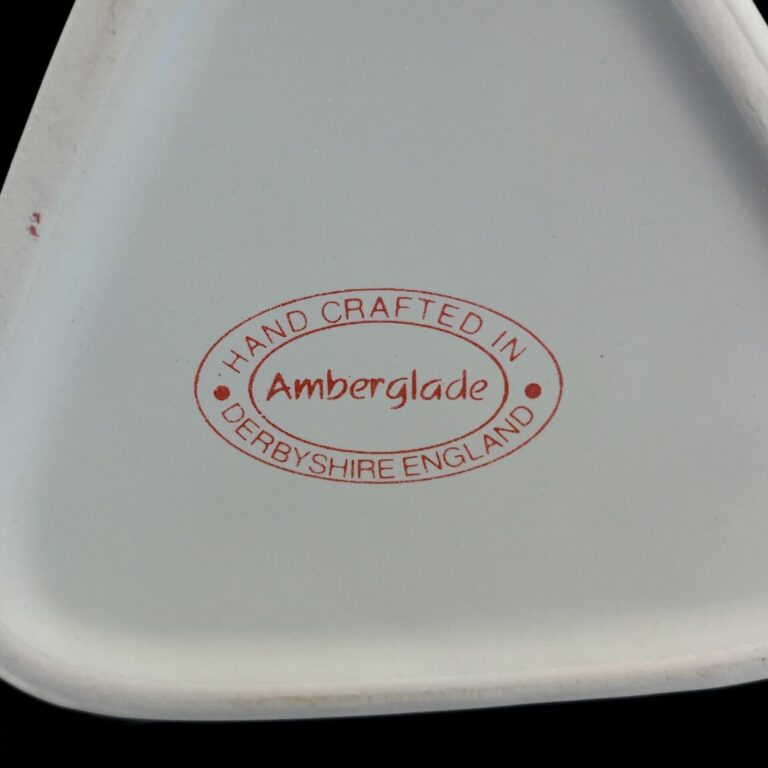 HAND CRAFTED IN
Amberglade
DERBYSHIRE ENGLAND